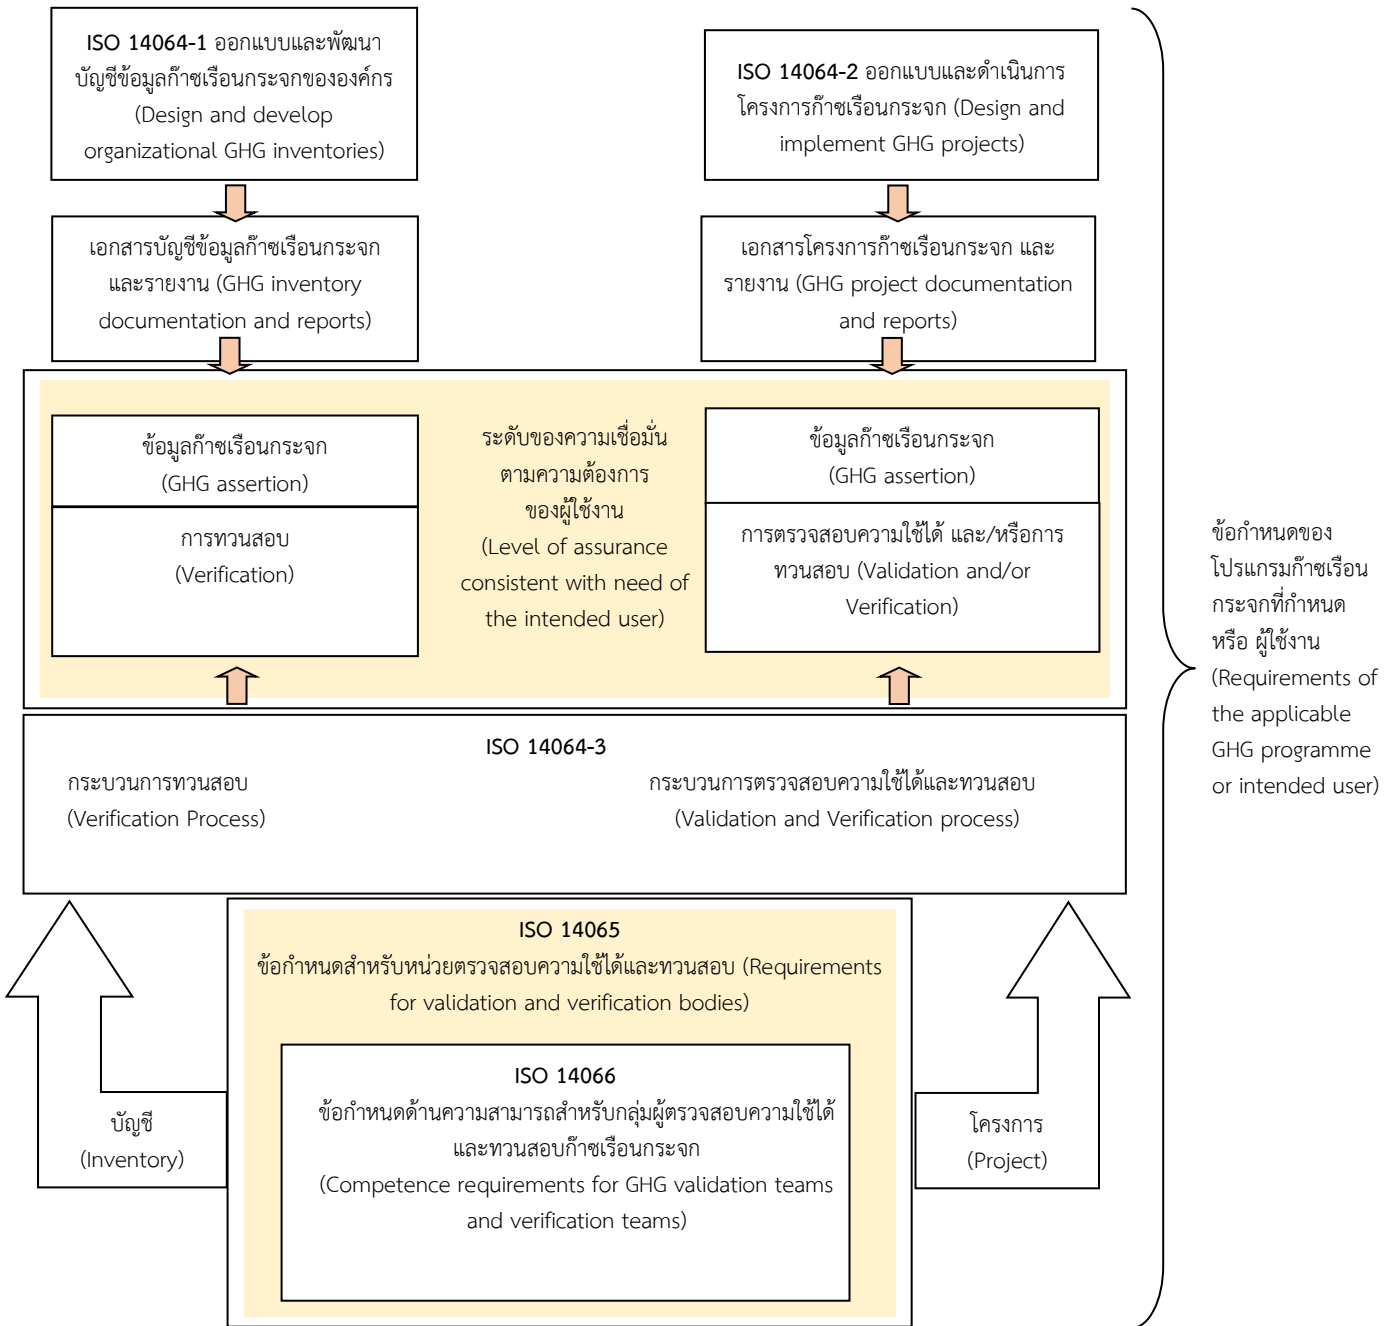 ISO 14064-1 ออกแบบและพัฒนา
บัญชีข้อมูลก๊าซเรือนกระจกขององค์กร
(Design and develop
organizational GHG inventories)
ISO 14064-2 ออกแบบและดำเนินการ
โครงการก๊าซเรือนกระจก (Design and
implement GHG projects)
เอกสารบัญชีข้อมูลก๊าซเรือนกระจก
และรายงาน (GHG inventory
documentation and reports)
เอกสารโครงการก๊าซเรือนกระจก และ
รายงาน (GHG project documentation
and reports)
ข้อมูลก๊าซเรือนกระจก
(GHG assertion)
การทวนสอบ
(Verification)
ระดับของความเชื่อมั่น
ตามความต้องการ
ของผู้ใช้งาน
(Level of assurance
consistent with need of
the intended user)
ข้อมูลก๊าซเรือนกระจก
(GHG assertion)
การตรวจสอบความใช้ได้ และ/หรือการ
ทวนสอบ (Validation and/or
Verification)
ข้อกำหนดของ
โปรแกรมก๊าซเรือน
กระจกที่กำหนด
หรือ ผู้ใช้งาน
(Requirements of
the applicable
GHG programme
or intended user)
ISO 14064-3
กระบวนการทวนสอบ
(Verification Process)
กระบวนการตรวจสอบความใช้ได้และทวนสอบ
(Validation and Verification process)
ISO 14065
ข้อกำหนดสำหรับหน่วยตรวจสอบความใช้ได้และทวนสอบ (Requirements
for validation and verification bodies)
ISO 14066
ข้อกำหนดด้านความสามารถสำหรับกลุ่มผู้ตรวจสอบความใช้ได้
และทวนสอบก๊าซเรือนกระจก
(Competence requirements for GHG validation teams
and verification teams)
บัญชี
(Inventory)
โครงการ
(Project)